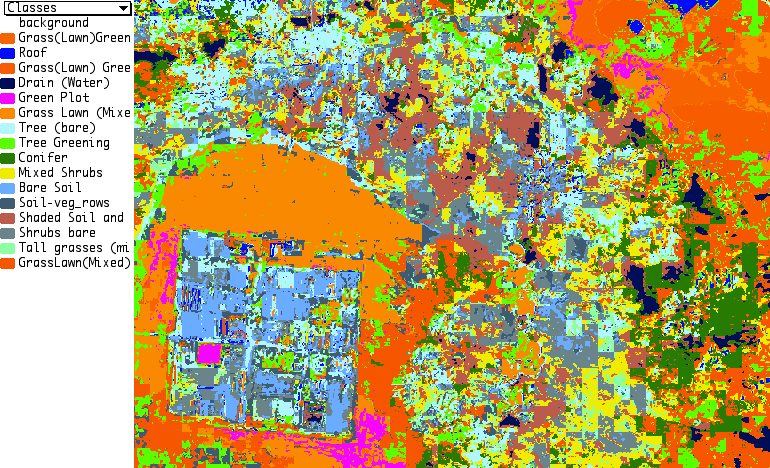 Classes
background
Grass(Lawn)Green
Roof
Grass(Lawn) Gree
Drain (Water)
Green Plot
Grass Lawn (Mixe
Tree (bare)
Tree Greening
Conifer
Mixed Shrubs
Bare Soil
Soil-veg_rows
Shaded Soil and
Shrubs bare
Tall grasses (mi
GrassLawn(Mixed)